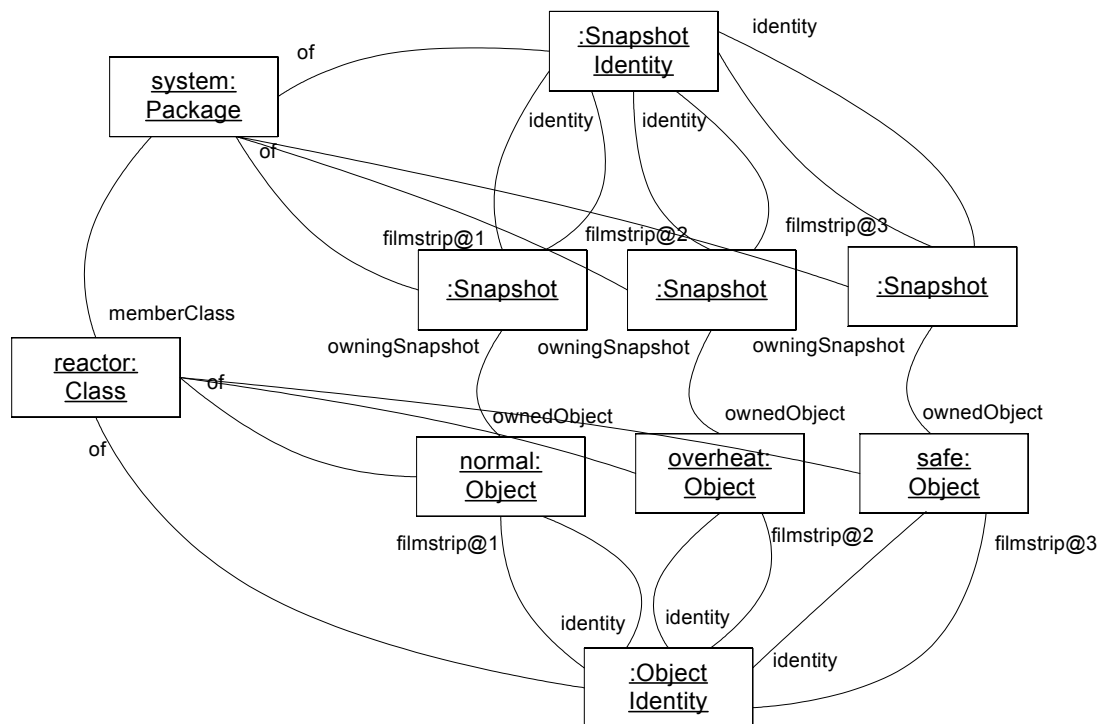 identity
:Snapshot
Identity
of
system:
Package
identity
identity
of
filmstrip@1
filmstrip@2
filmstrip@3
:Snapshot
:Snapshot
:Snapshot
memberClass
owningSnapshot
owningSnapshot
owningSnapshot
reactor:
Class
of
ownedObject
ownedObject
ownedObject
of
normal:
Object
overheat:
Object
safe:
Object
filmstrip@1
filmstrip@2
filmstrip@3
identity
identity
identity
:Object
Identity